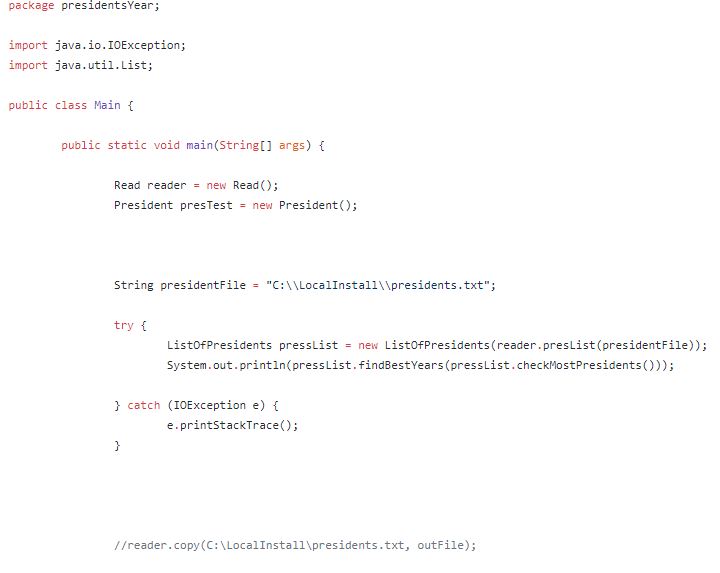 package presidentsYear;
import java.io.IOException;
import java.util.List;
public class Main {
public static void main(String[] args) {
Read reader = new Read();
President presTest = new President();
String presidentFile = "C:\\LocalInstall\\presidents.txt";
try {
ListOfPresidents pressList = new ListOfPresidents(reader.presList(presidentFile));
System.out.println(pressList.findBestYears(pressList.checkMostPresidents()));
} catch (IOException e) {
e.printStackTrace();
}
//reader.copy(C:\LocalInstall\presidents.txt, outFile);